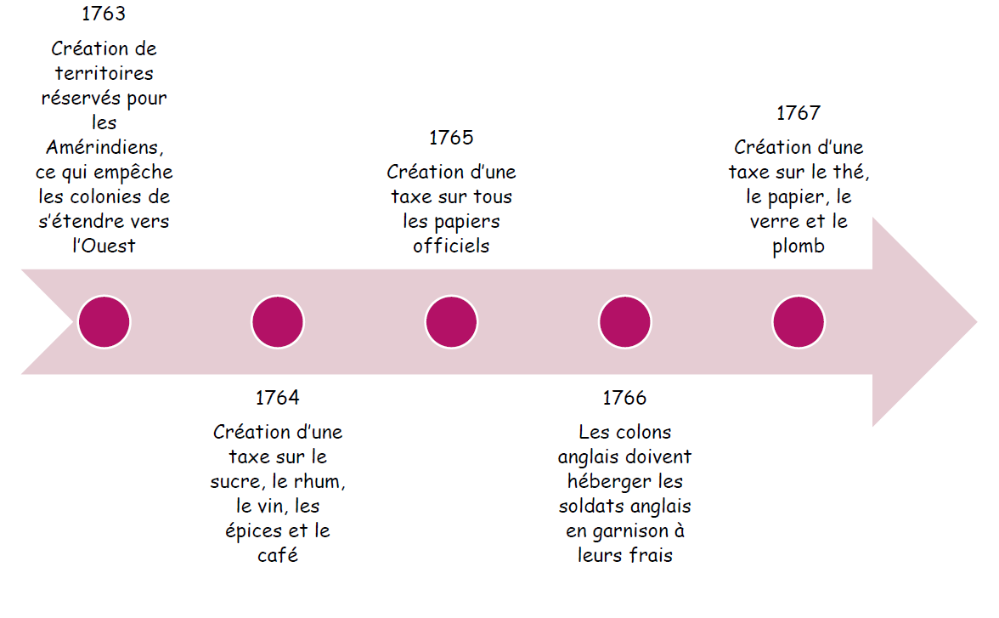 1763
Création de
territoires
réservés pour
les
Amérindiens,
ce qui empêche
les colonies de
s'étendre vers
l'Ouest
1764
Création d'une
taxe sur le
sucre, le rhum,
le vin, les
épices et le
café
1765
Création d'une
taxe sur tous
les papiers
officiels
1766
Les colons
anglais doivent
héberger les
soldats anglais
en garnison à
leurs frais
1767
Création d'une
taxe sur le thé,
le papier, le
verre et le
plomb